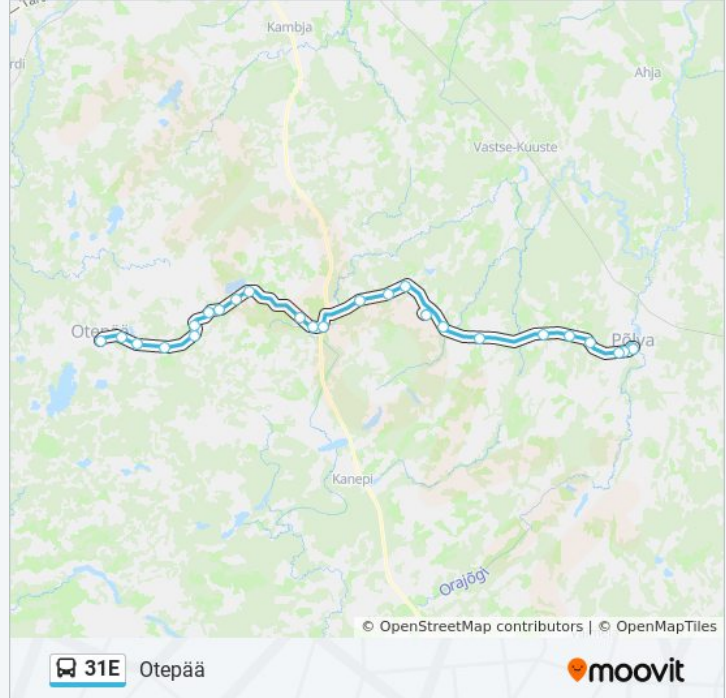 Kambja
Ahja
Vastse-Kuuste
Otepää
Põlva
Kanepi
Orajõgi
© OpenStreetMap contributors | © OpenMapTiles
31E Otepää
moovit